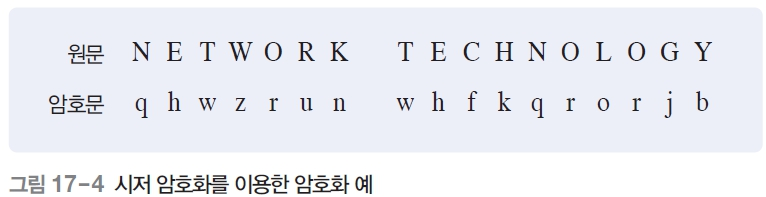 원문 N E T W O R K T E C H N O L O G Y
암호문 q h w z r u n w h f k q r o r j b
그림 17-4 시저 암호화를 이용한 암호화 예